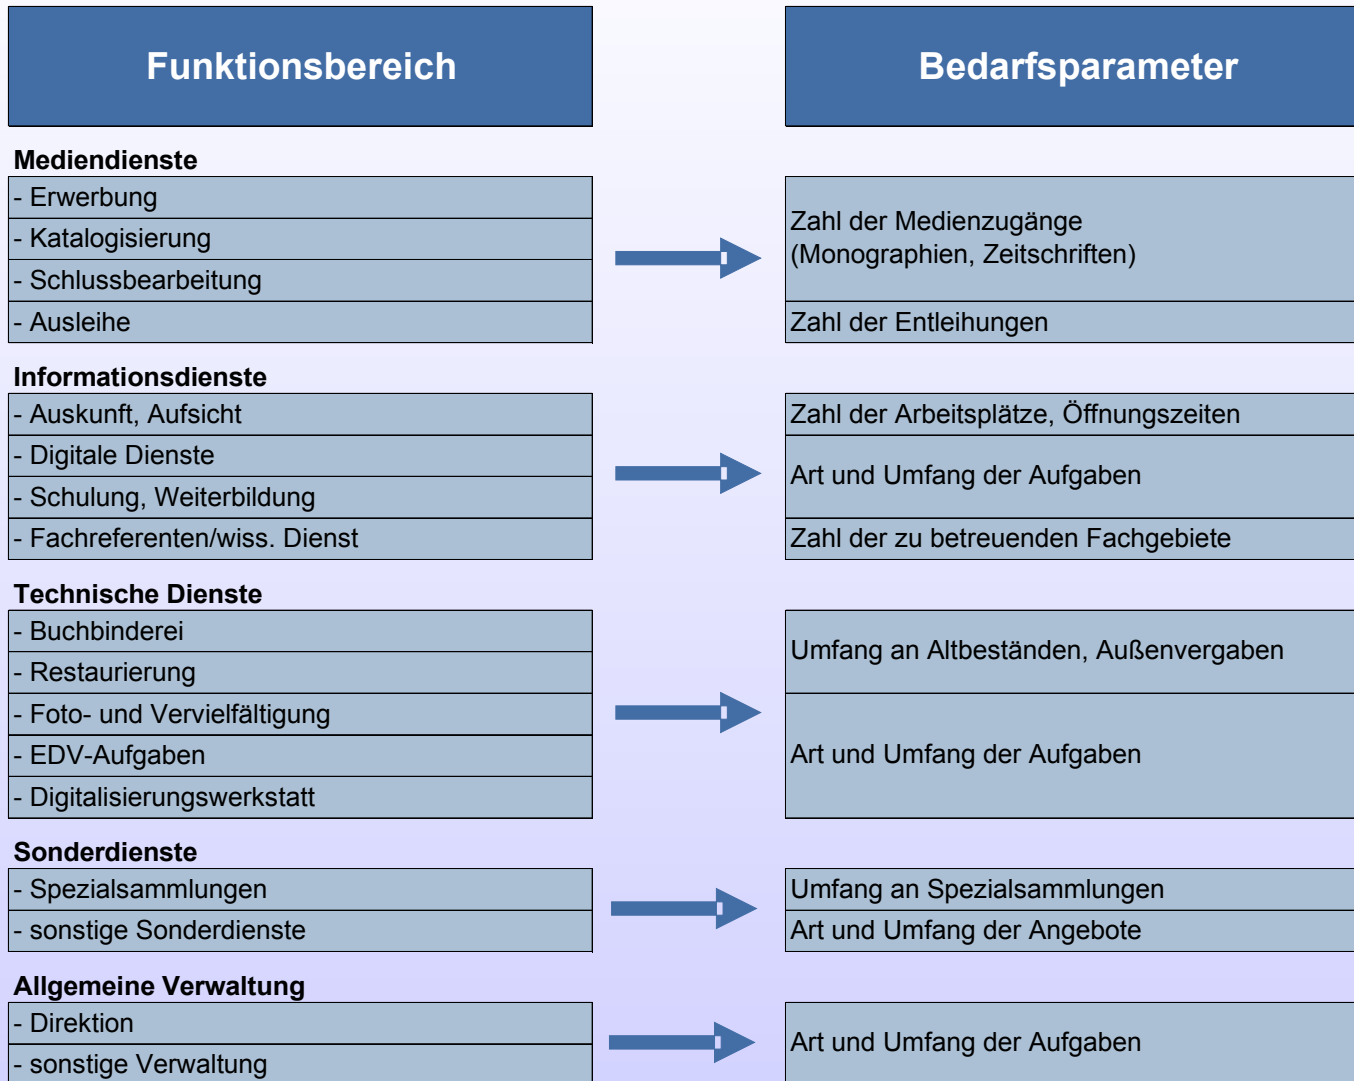 Funktionsbereich
Bedarfsparameter
Mediendienste
- Erwerbung
- Katalogisierung
- Schlussbearbeitung
- Ausleihe
Zahl der Medienzugänge
(Monographien, Zeitschriften)
Zahl der Entleihungen
Informationsdienste
- Auskunft, Aufsicht
- Digitale Dienste
- Schulung, Weiterbildung
- Fachreferenten/wiss. Dienst
Zahl der Arbeitsplätze, Öffnungszeiten
Art und Umfang der Aufgaben
Zahl der zu betreuenden Fachgebiete
Technische Dienste
- Buchbinderei
- Restaurierung
- Foto- und Vervielfältigung
- EDV-Aufgaben
- Digitalisierungswerkstatt
Umfang an Altbeständen, Außenvergaben
Art und Umfang der Aufgaben
Sonderdienste
- Spezialsammlungen
- sonstige Sonderdienste
Umfang an Spezialsammlungen
Art und Umfang der Angebote
Allgemeine Verwaltung
- Direktion
- sonstige Verwaltung
Art und Umfang der Aufgaben